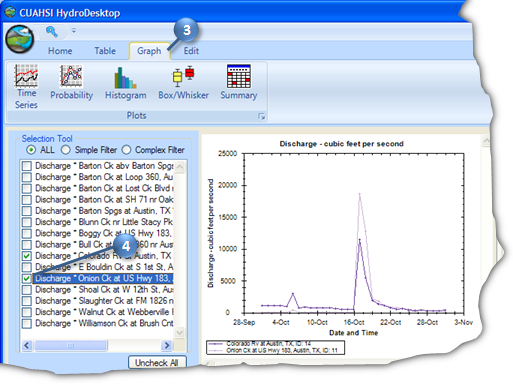 CUAHSI HydroDesktop
3
Home Table Graph Edit
Time Series Probability Histogram Box/Whisker Summary
Plots
Selection Tool
ALL Simple Filter Complex Filter
Discharge * Barton Ck abv Barton Spgs
Discharge * Barton Ck at Loop 360, Au
Discharge * Barton Ck at Lost Ck Blvd n
Discharge * Barton Ck at SH 71 nr Oak
Discharge * Barton Spgs at Austin, TX *
Discharge * Blunn Ck nr Little Stacy Pk
Discharge * Boggy Ck at US Hwy 183,
Discharge * Bull Ck at 360 nr Aus
4
Discharge * Colorado Rv at Austin, TX
Discharge * E Bouldin Ck at S 1st St, A
Discharge * Onion Ck at US Hwy 183,
Discharge * Shoal Ck at W 12th St, Aus
Discharge * Slaughter Ck at FM 1826 n
Discharge * Walnut Ck at Webberville F
Discharge * Williamson Ck at Brush Cnt
Uncheck All
Discharge - cubic feet per second
Discharge - cubic feet per second
25000
20000
15000
10000
5000
0
28-Sep 4-Oct 10-Oct 16-Oct 22-Oct 28-Oct 3-Nov
Date and Time
Colorado Rv at Austin, TX, ID: 14
Onion Ck at US Hwy 183, Austin, TX, ID: 11